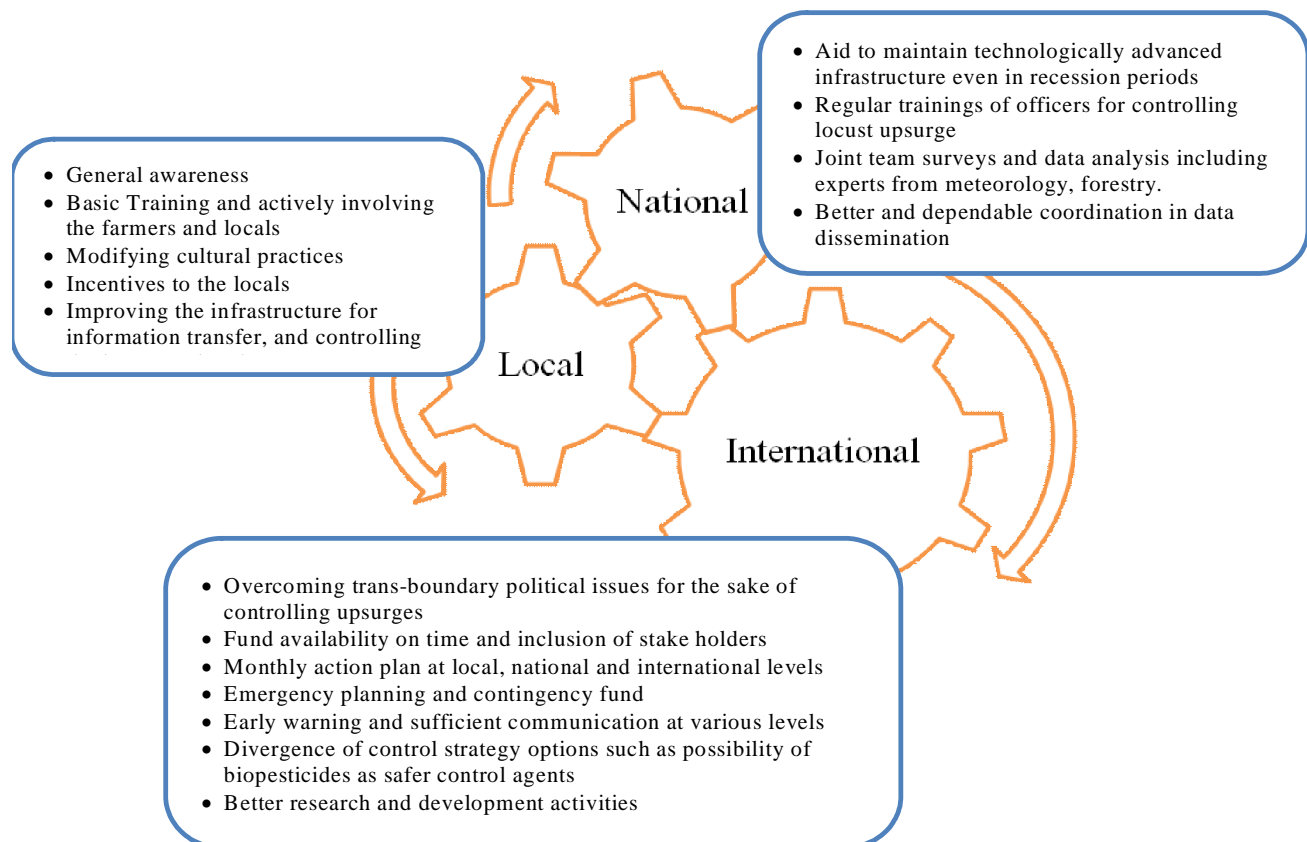 • Aid to maintain technologically advanced
infrastructure even in recession periods
• Regular trainings of officers for controlling
locust upsurge
• Joint team surveys and data analysis including
experts from meteorology, forestry.
• Better and dependable coordination in data
dissemination
National
• General awareness
• Basic Training and actively involving
the farmers and locals
• Modifying cultural practices
• Incentives to the locals
• Improving the infrastructure for
information transfer, and controlling
Local
International
• Overcoming trans-boundary political issues for the sake of
controlling upsurges
• Fund availability on time and inclusion of stake holders
• Monthly action plan at local, national and international levels
• Emergency planning and contingency fund
• Early warning and sufficient communication at various levels
• Divergence of control strategy options such as possibility of
biopesticides as safer control agents
• Better research and development activities